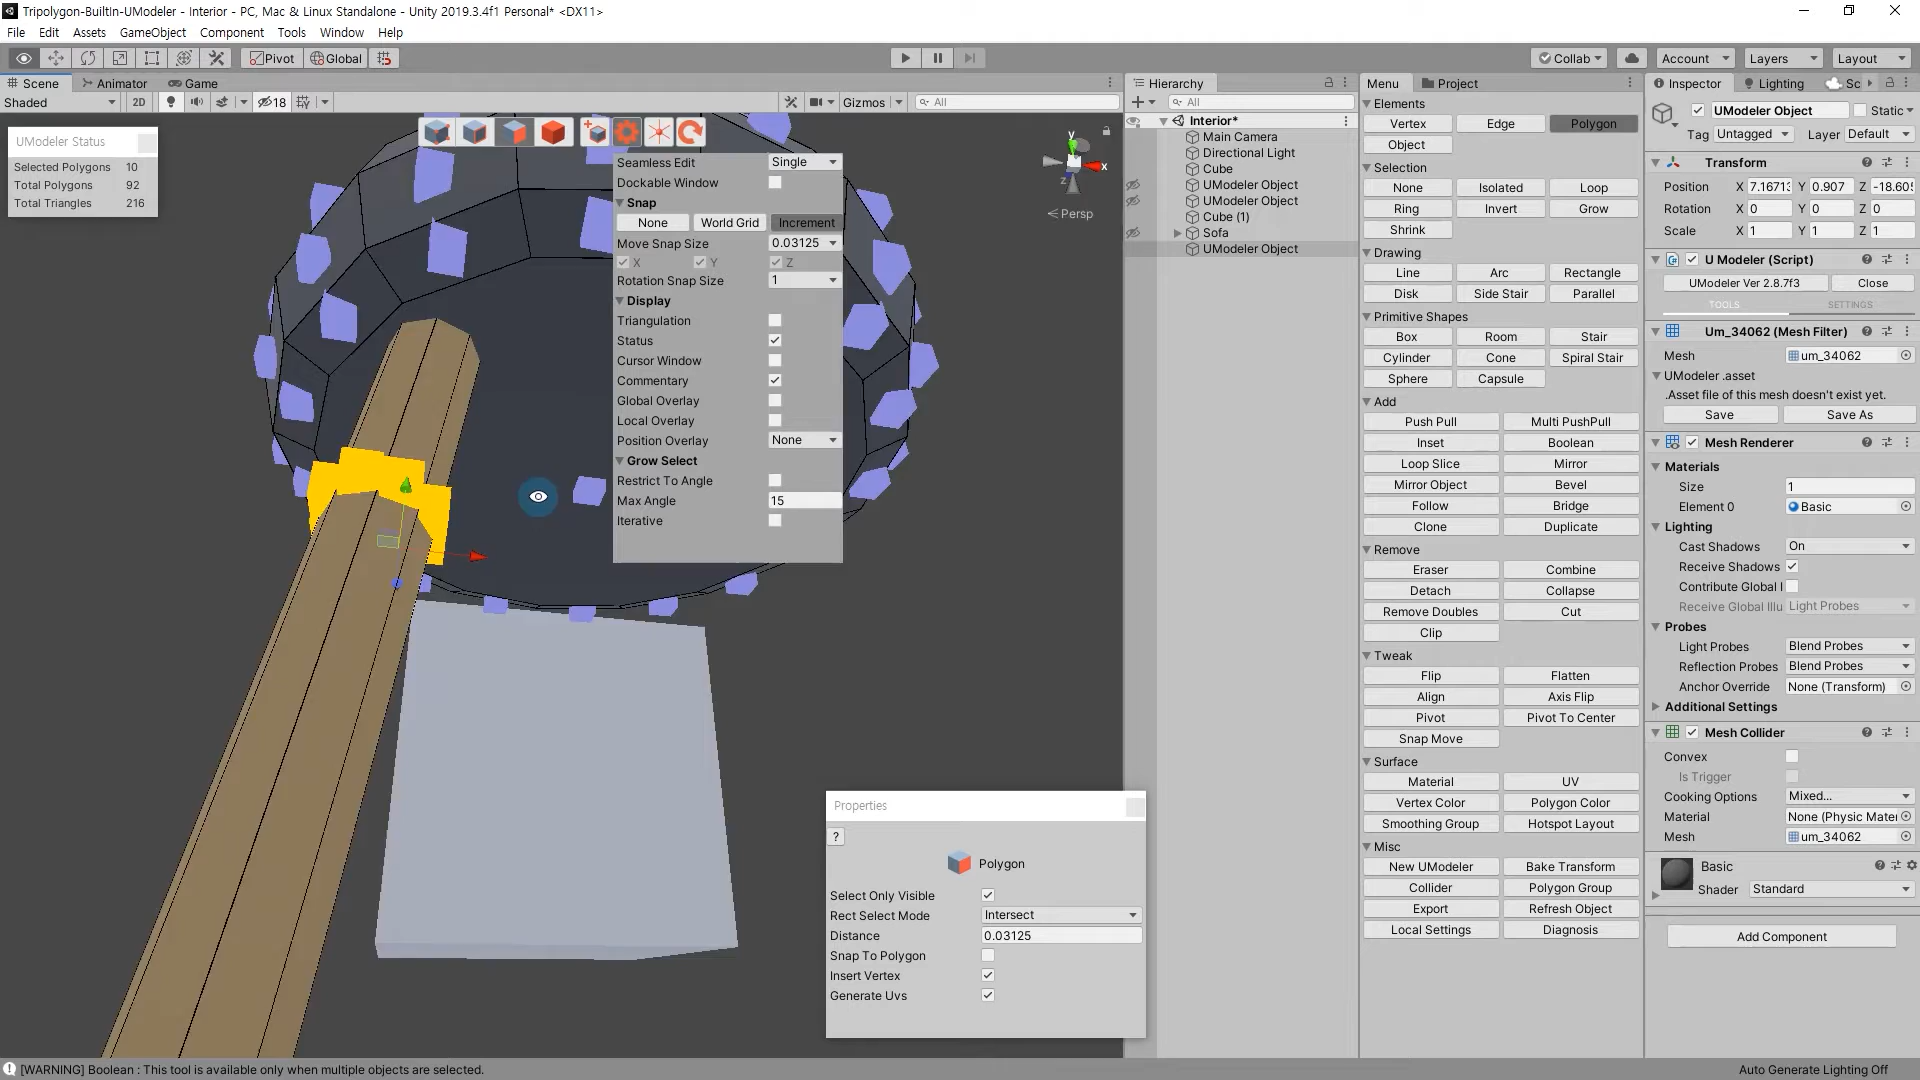 Tripolygon-BuiltIn-UModeler - Interior - PC, Mac & Linux Standalone - Unity 2019.3.4f1 Personal* <DX11>
File Edit Assets GameObject Component Tools Window Help
Pivot Global Collab Account Layers Layout
Scene Animator Game
Shaded 2D 18 Gizmos All
UModeler Status
Selected Polygons 10
Total Polygons 92
Total Triangles 216
Seamless Edit Single
Dockable Window
Snap
None World Grid Increment
Move Snap Size 0.03125
X Y Z
Rotation Snap Size 1
Display
Triangulation
Status
Cursor Window
Commentary
Global Overlay
Local Overlay
Position Overlay None
Grow Select
Restrict To Angle
Max Angle 15
Iterative
y
x
z
Persp
Properties
?
Polygon
Select Only Visible
Rect Select Mode Intersect
Distance 0.03125
Snap To Polygon
Insert Vertex
Generate Uvs
Hierarchy
All
Interior*
Main Camera
Directional Light
Cube
UModeler Object
UModeler Object
Cube (1)
Sofa
UModeler Object
Menu Project
Elements
Vertex Edge Polygon
Object
Selection
None Isolated Loop
Ring Invert Grow
Shrink
Drawing
Line Arc Rectangle
Disk Side Stair Parallel
Primitive Shapes
Box Room Stair
Cylinder Cone Spiral Stair
Sphere Capsule
Add
Push Pull Multi PushPull
Inset Boolean
Loop Slice Mirror
Mirror Object Bevel
Follow Bridge
Clone Duplicate
Remove
Eraser Combine
Detach Collapse
Remove Doubles Cut
Clip
Tweak
Flip Flatten
Align Axis Flip
Pivot Pivot To Center
Snap Move
Surface
Material UV
Vertex Color Polygon Color
Smoothing Group Hotspot Layout
Misc
New UModeler Bake Transform
Collider Polygon Group
Export Refresh Object
Local Settings Diagnosis
Inspector Lighting Sc
UModeler Object Static
Tag Untagged Layer Default
Transform
Position X 7.1671 Y 0.907 Z -18.60
Rotation X 0 Y 0 Z 0
Scale X 1 Y 1 Z 1
U Modeler (Script)
UModeler Ver 2.8.7f3 Close
TOOLS SETTINGS
Um_34062 (Mesh Filter)
Mesh um_34062
UModeler .asset
.Asset file of this mesh doesn't exist yet.
Save Save As
Mesh Renderer
Materials
Size 1
Element 0 Basic
Lighting
Cast Shadows On
Receive Shadows
Contribute Global I
Receive Global Illu Light Probes
Probes
Light Probes Blend Probes
Reflection Probes Blend Probes
Anchor Override None (Transform)
Additional Settings
Mesh Collider
Convex
Is Trigger
Cooking Options Mixed...
Material None (Physic Mater
Mesh um_34062
Basic
Shader Standard
Add Component
[WARNING] Boolean : This tool is available only when multiple objects are selected.
Auto Generate Lighting Off